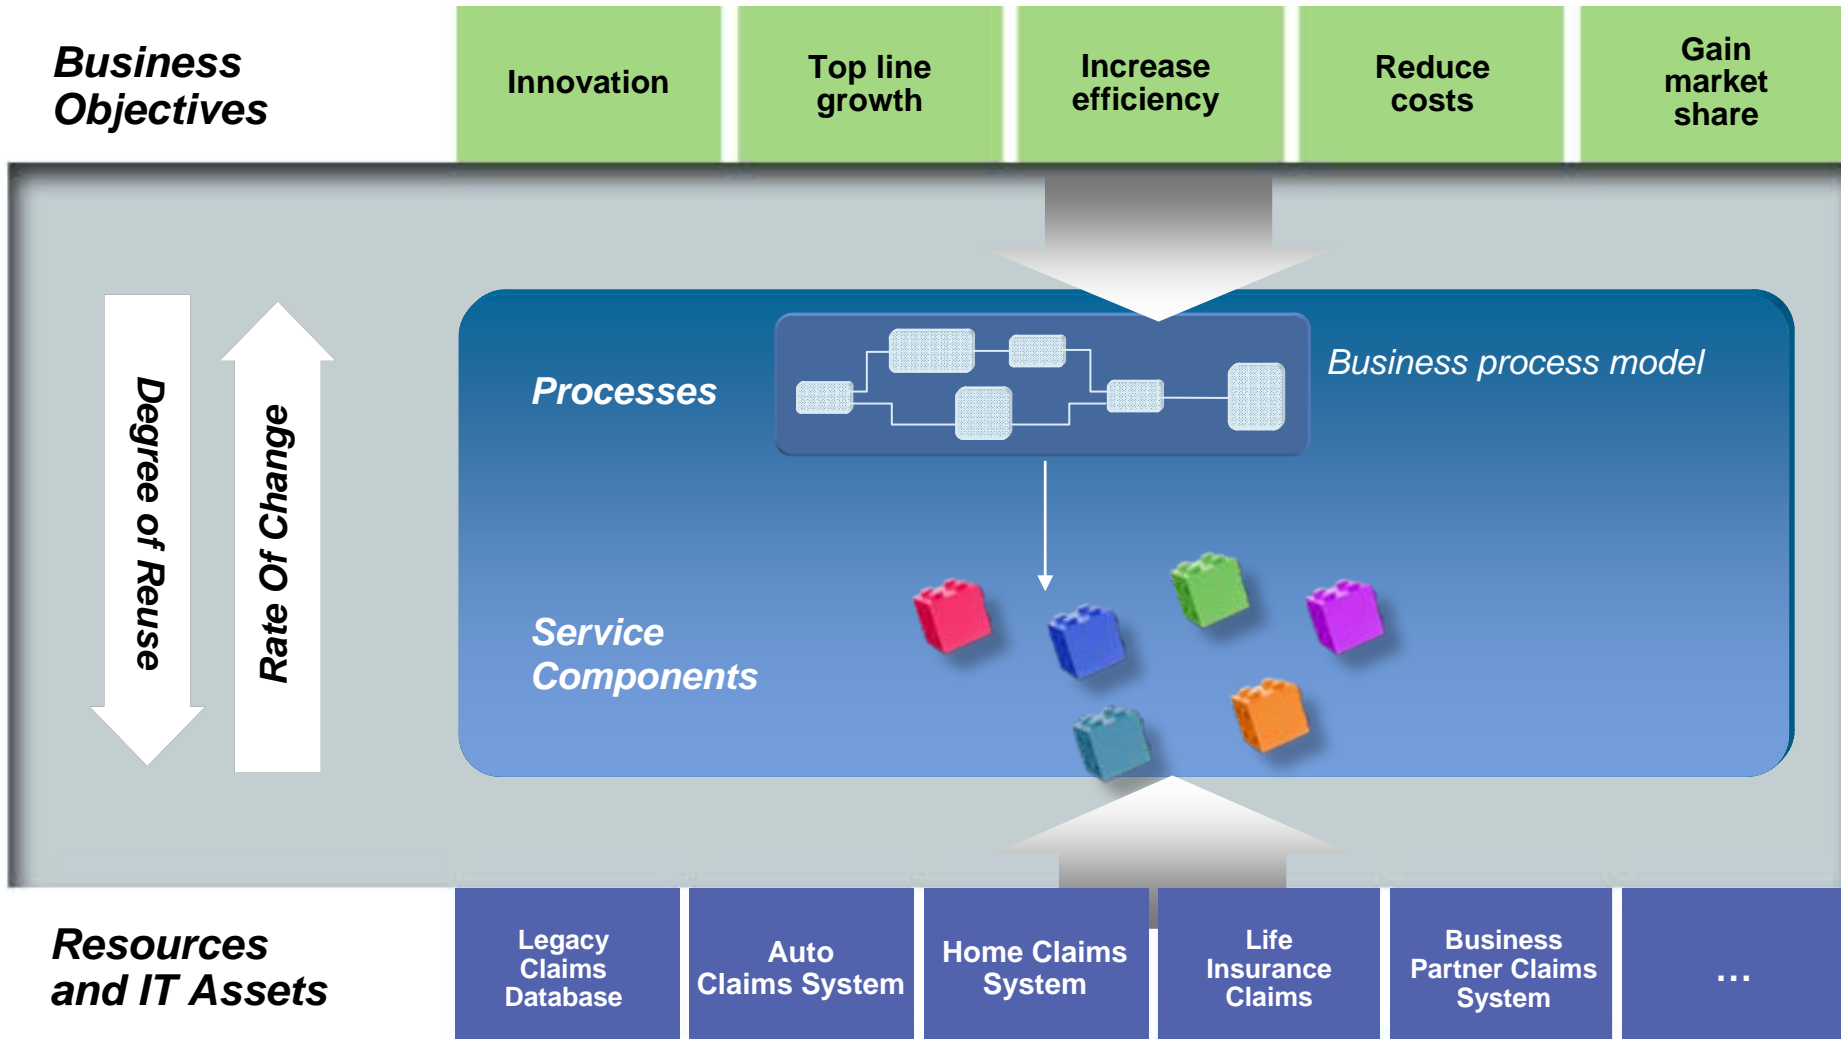 Business
Objectives
Innovation
Top line
growth
Increase
efficiency
Reduce
costs
Gain
market
share
Degree of Reuse
Rate Of Change
Processes
Business process model
Service
Components
Resources
and IT Assets
Legacy
Claims
Database
Auto
Claims System
Home Claims
System
Life
Insurance
Claims
Business
Partner Claims
System
...